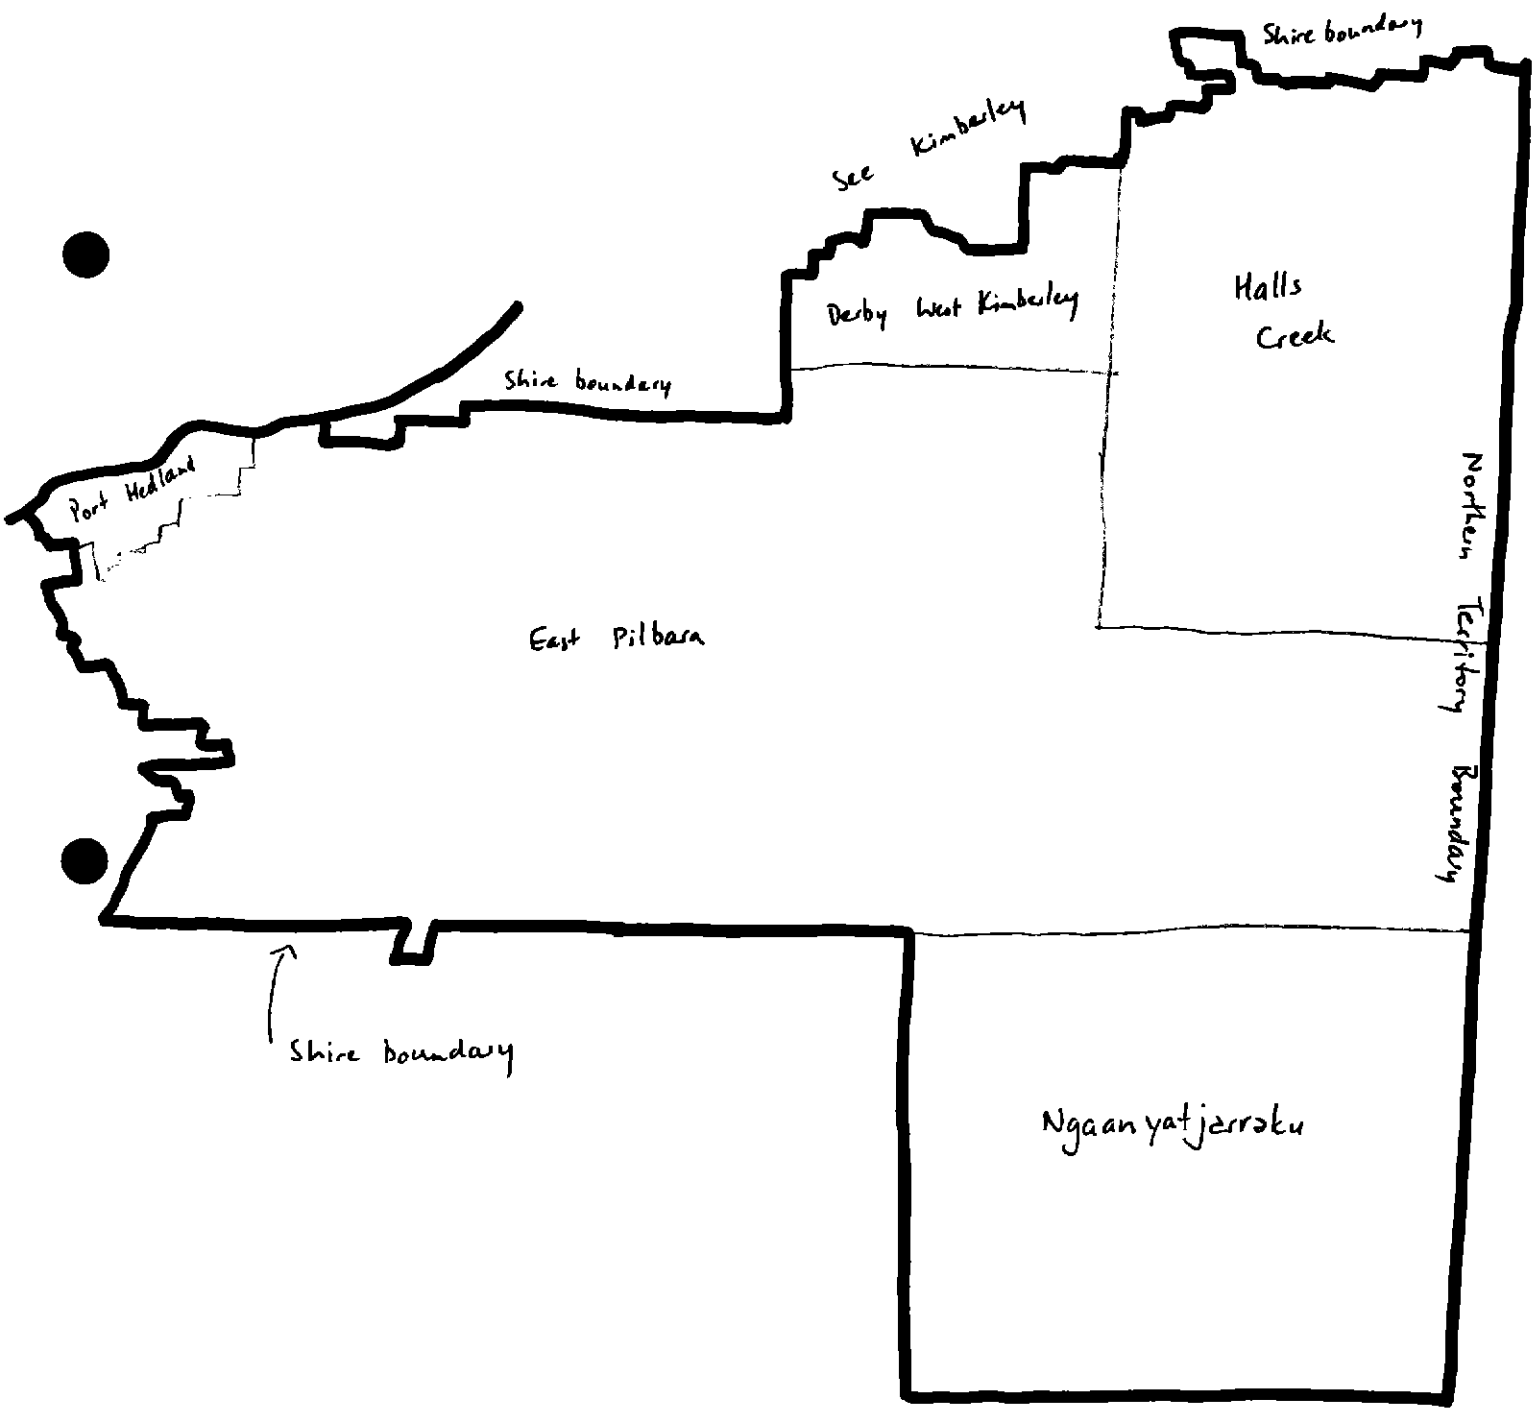 Shire boundary
See Kimberley
Derby West Kimberley
Halls
Creek
Shire boundary
Port Hedland
Northern Territory Boundary
East Pilbara
Shire boundary
Ngaanyatjarraku